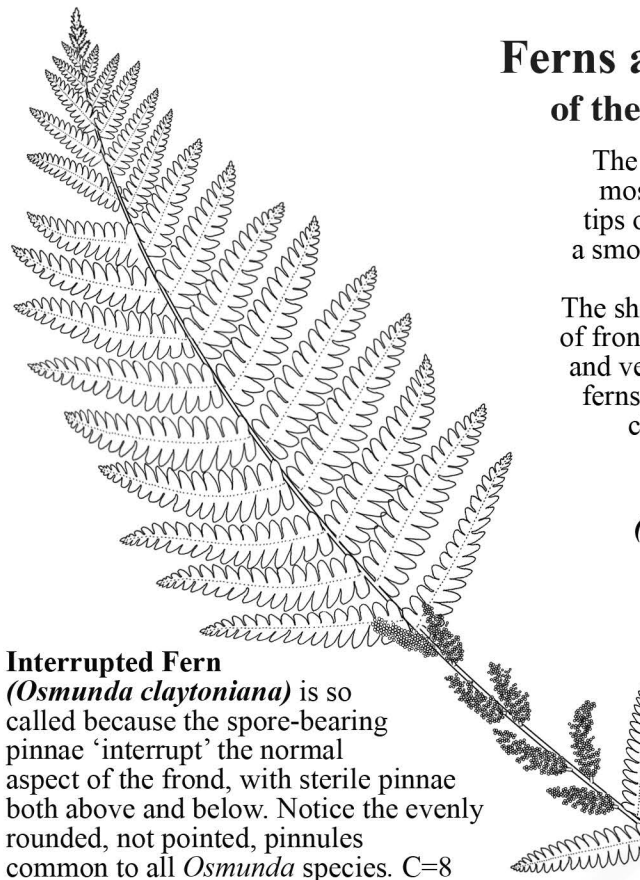 Ferns a
of the
The
mos
tips o
a smo
The sh
of fron
and ve
ferns
c
(
Interrupted Fern
(Osmunda claytoniana) is so
called because the spore-bearing
pinnae ‘interrupt’ the normal
aspect of the frond, with sterile pinnae
both above and below. Notice the evenly
rounded, not pointed, pinnules
common to all Osmunda species. C=8